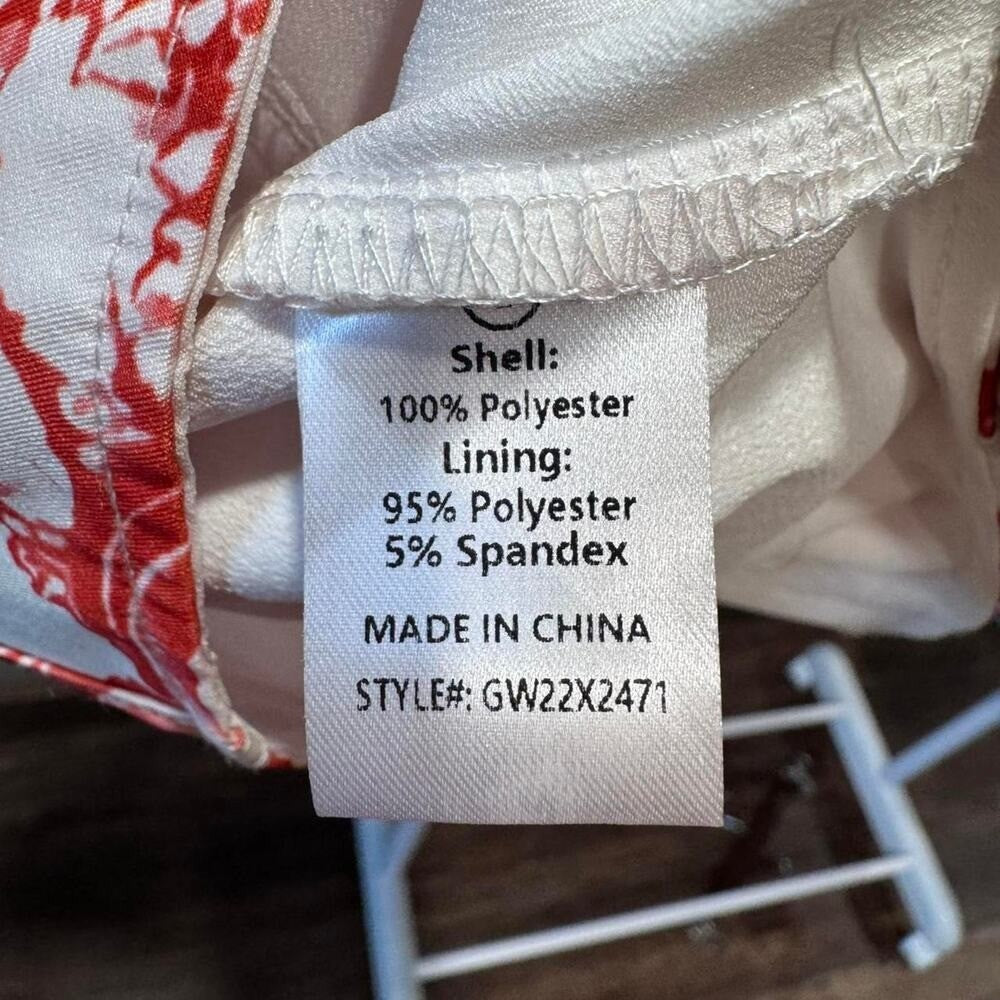 Shell:
100% Polyester
Lining:
95% Polyester
5% Spandex
MADE IN CHINA
STYLE#: GW22X2471